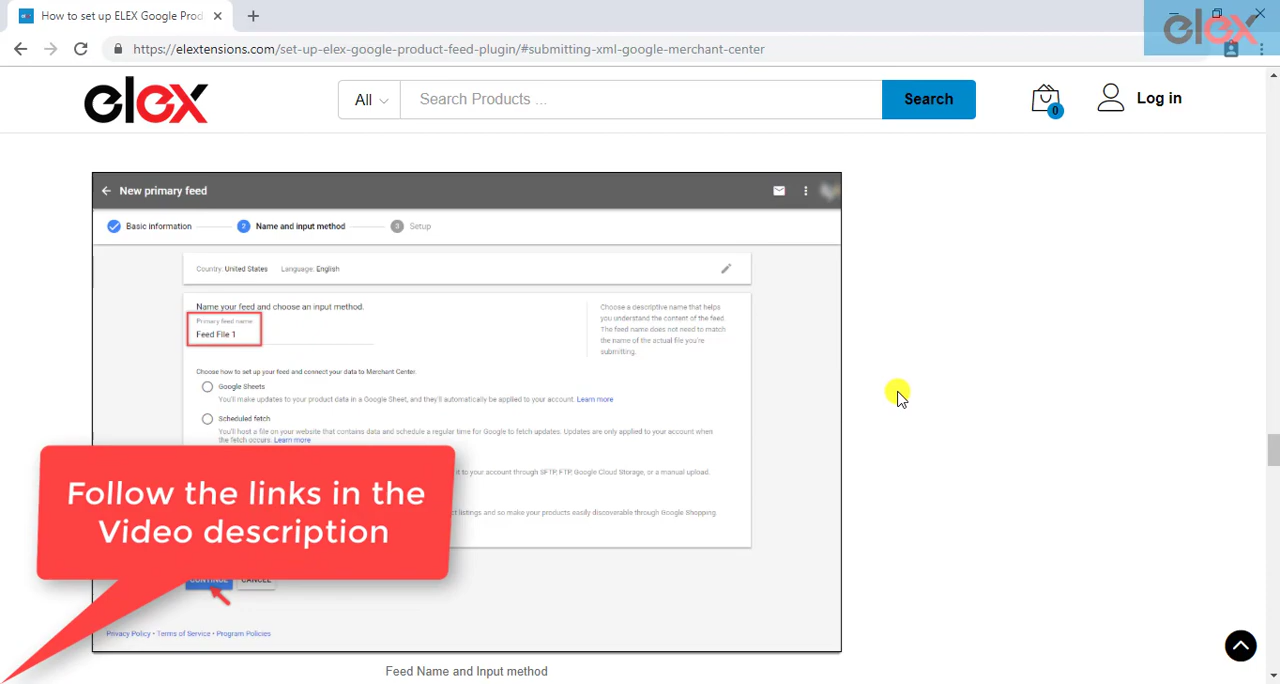 How to set up ELEX Google Prod
elex
https://elextensions.com/set-up-elex-google-product-feed-plugin/#submitting-xml-google-merchant-center
elex
All
Search Products ...
Search
0
Log in
New primary feed
Basic information
2
Name and input method
3
Setup
Country: United States
Language: English
Name your feed and choose an input method.
Primary feed name
Feed File 1
Choose a descriptive name that helps
you understand the content of the feed.
The feed name does not need to match
the name of the actual file you're
submitting.
Choose how to set up your feed and connect your data to Merchant Center.
Google Sheets
You'll make updates to your product data in a Google Sheet, and they'll automatically be applied to your account. Learn more
Scheduled fetch
You'll host a file on your website that contains data and schedule a regular time for Google to fetch updates. Updates are only applied to your account when
the fetch occurs. Learn more
it to your account through SFTP, FTP, Google Cloud Storage, or a manual upload.
listings and so make your products easily discoverable through Google Shopping
Follow the links in the
Video description
CONTINUE
CANCEL
Privacy Policy · Terms of Service · Program Policies
Feed Name and Input method